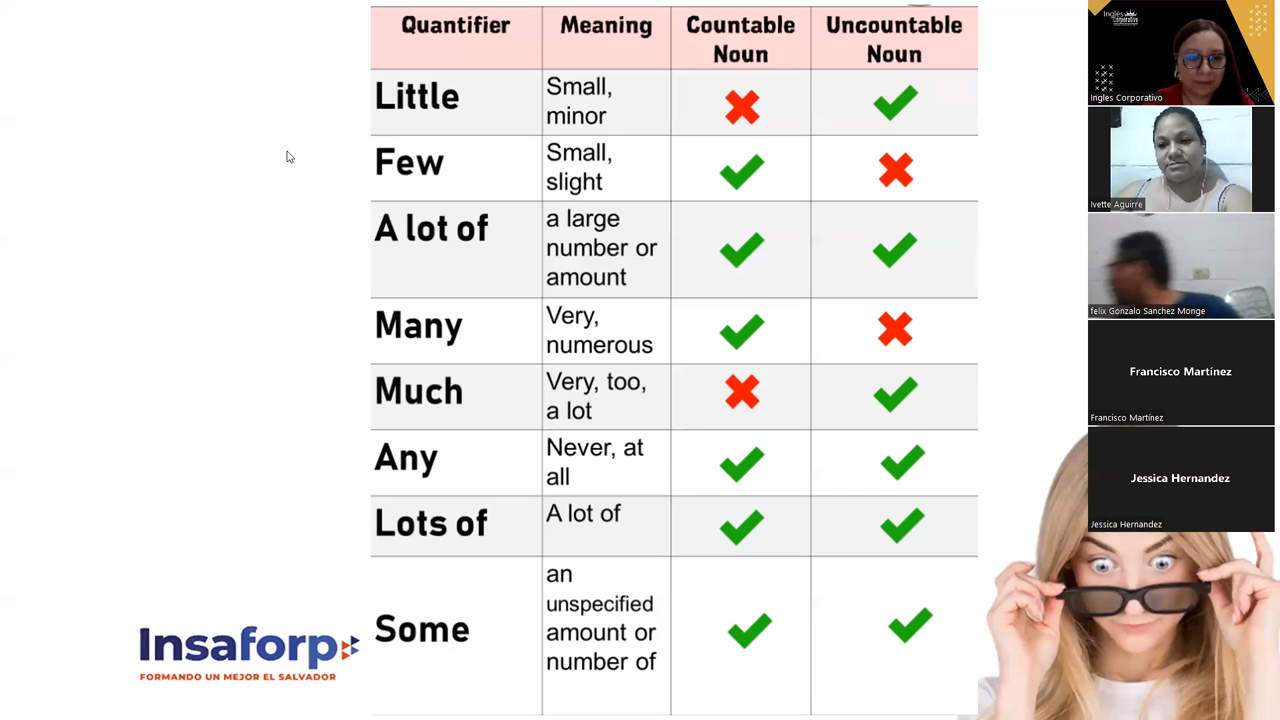 Quantifier Meaning Countable Noun Uncountable Noun
Little
Small,
minor
Few
Small,
slight
A lot of
a large
number or
amount
Many
Very,
numerous
Much
Very, too,
a lot
Any
Never, at
all
Lots of
A lot of
Some
an
unspecified
amount or
number of
Insaforp
FORMANDO UN MEJOR EL SALVADOR
Inglés
Corporativo
Ingles Corporativo
Ivette Aguirre
felix Gonzalo Sanchez Monge
Francisco Martínez
Francisco Martínez
Jessica Hernandez
Jessica Hernandez